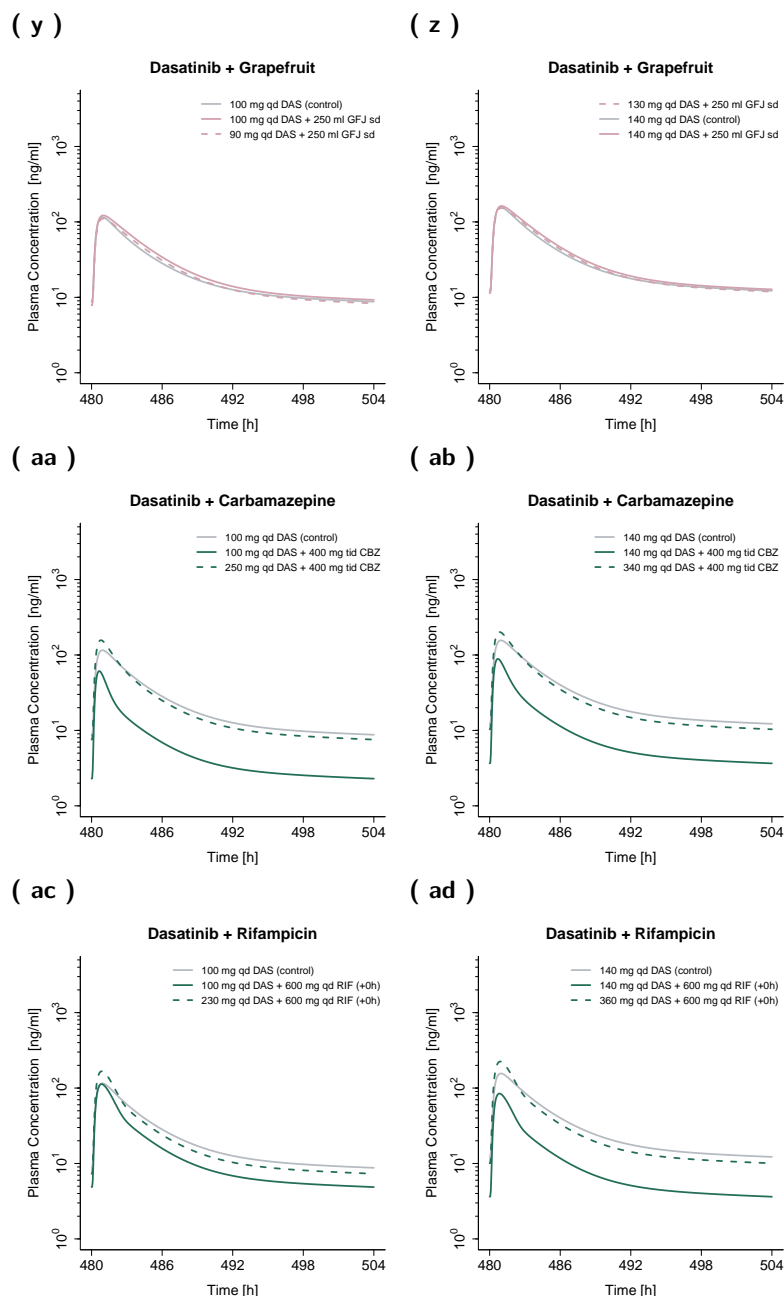 ( y )
Dasatinib + Grapefruit
100 mg qd DAS (control)
100 mg qd DAS + 250 ml GFJ sd
90 mg qd DAS + 250 ml GFJ sd
Plasma Concentration [ng/ml]
10³
10²
10¹
10⁰
480 486 492 498 504
Time [h]
( z )
Dasatinib + Grapefruit
130 mg qd DAS + 250 ml GFJ sd
140 mg qd DAS (control)
140 mg qd DAS + 250 ml GFJ sd
Plasma Concentration [ng/ml]
10³
10²
10¹
10⁰
480 486 492 498 504
Time [h]
( aa )
Dasatinib + Carbamazepine
100 mg qd DAS (control)
100 mg qd DAS + 400 mg tid CBZ
250 mg qd DAS + 400 mg tid CBZ
Plasma Concentration [ng/ml]
10³
10²
10¹
10⁰
480 486 492 498 504
Time [h]
( ab )
Dasatinib + Carbamazepine
140 mg qd DAS (control)
140 mg qd DAS + 400 mg tid CBZ
340 mg qd DAS + 400 mg tid CBZ
Plasma Concentration [ng/ml]
10³
10²
10¹
10⁰
480 486 492 498 504
Time [h]
( ac )
Dasatinib + Rifampicin
100 mg qd DAS (control)
100 mg qd DAS + 600 mg qd RIF (+0h)
230 mg qd DAS + 600 mg qd RIF (+0h)
Plasma Concentration [ng/ml]
10³
10²
10¹
10⁰
480 486 492 498 504
Time [h]
( ad )
Dasatinib + Rifampicin
140 mg qd DAS (control)
140 mg qd DAS + 600 mg qd RIF (+0h)
360 mg qd DAS + 600 mg qd RIF (+0h)
Plasma Concentration [ng/ml]
10³
10²
10¹
10⁰
480 486 492 498 504
Time [h]